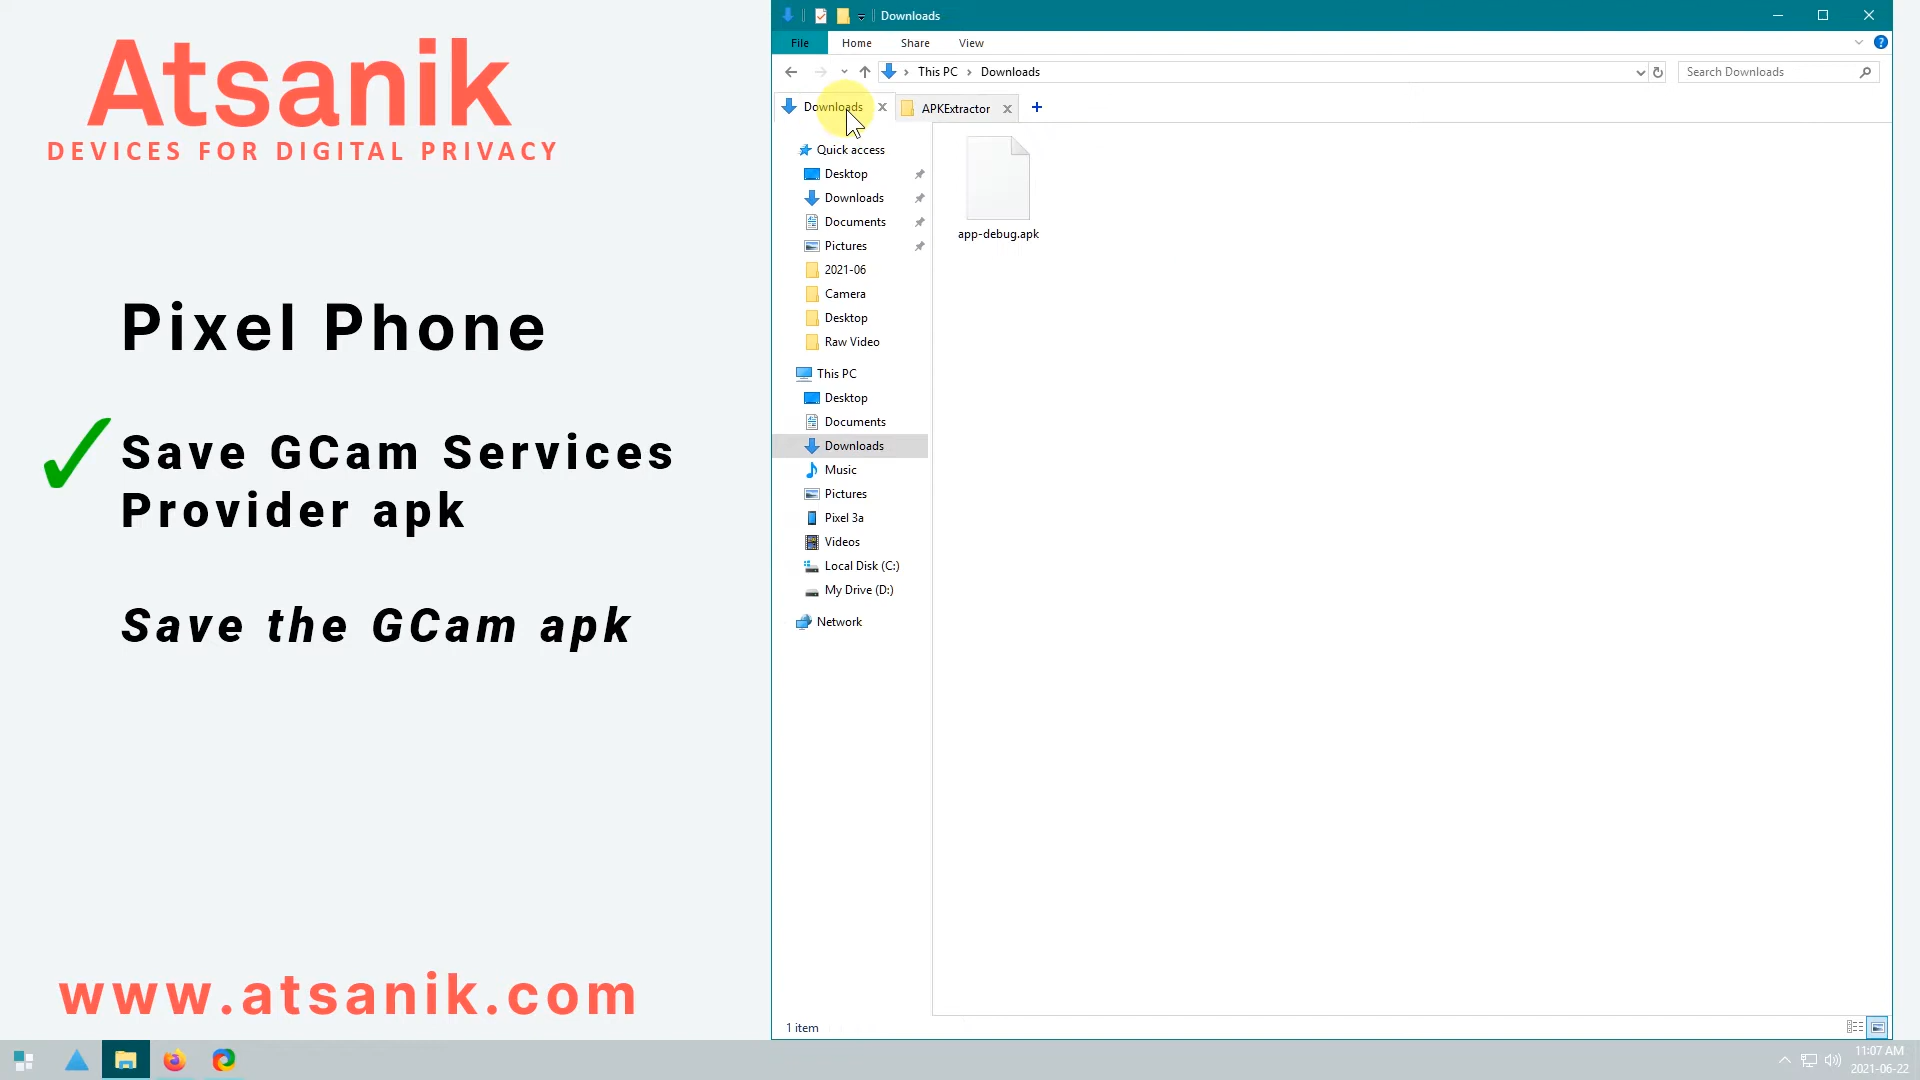 Atsanik
DEVICES FOR DIGITAL PRIVACY
Pixel Phone
Save GCam Services
Provider apk
Save the GCam apk
www.atsanik.com
Downloads
File
Home
Share
View
This PC
Downloads
Search Downloads
Downloads
APKExtractor
Quick access
Desktop
Downloads
Documents
Pictures
2021-06
Camera
Desktop
Raw Video
This PC
Desktop
Documents
Downloads
Music
Pictures
Pixel 3a
Videos
Local Disk (C:)
My Drive (D:)
Network
app-debug.apk
1 item
11:07 AM
2021-06-22